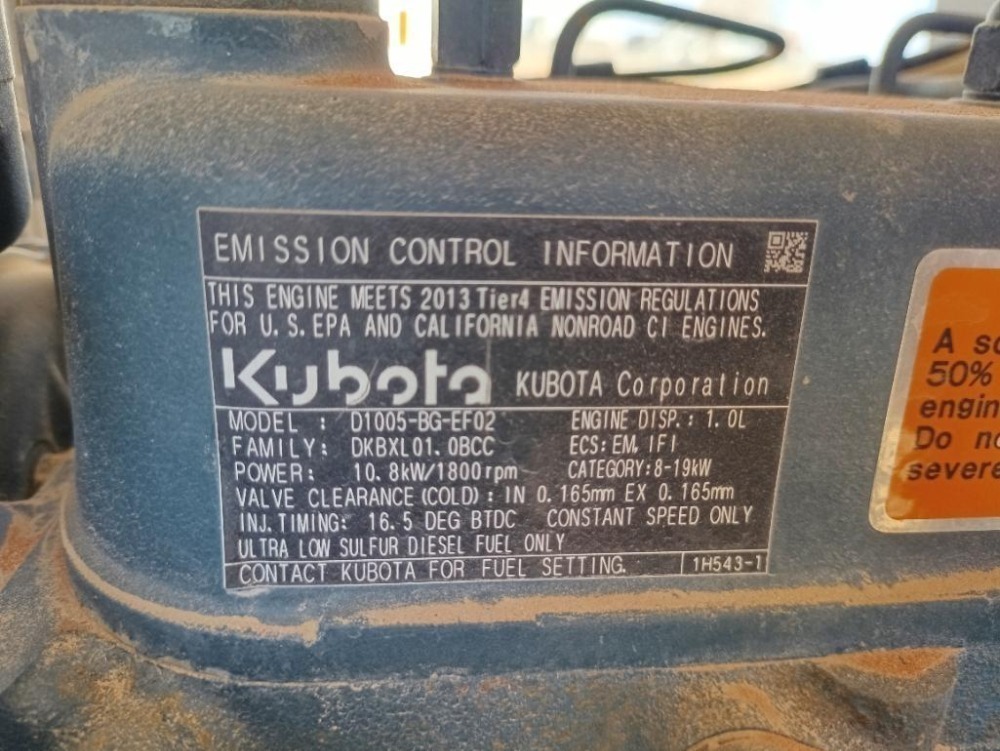 EMISSION CONTROL INFORMATION
THIS ENGINE MEETS 2013 Tier4 EMISSION REGULATIONS
FOR U.S.EPA AND CALIFORNIA NONROAD CI ENGINES.
Kubota KUBOTA Corporation
MODEL : D1005-BG-EF02 ENGINE DISP.: 1.0L
FAMILY: DKBXL01.0BCC ECS:EM, IFI
POWER: 10.8kW/1800rpm CATEGORY:8-19kW
VALVE CLEARANCE(COLD): IN 0.165mm EX 0.165mm
INJ.TIMING: 16.5 DEG BTDC CONSTANT SPEED ONLY
ULTRA LOW SULFUR DIESEL FUEL ONLY
CONTACT KUBOTA FOR FUEL SETTING. 1H543-1
A
50%
engin
Do
severe